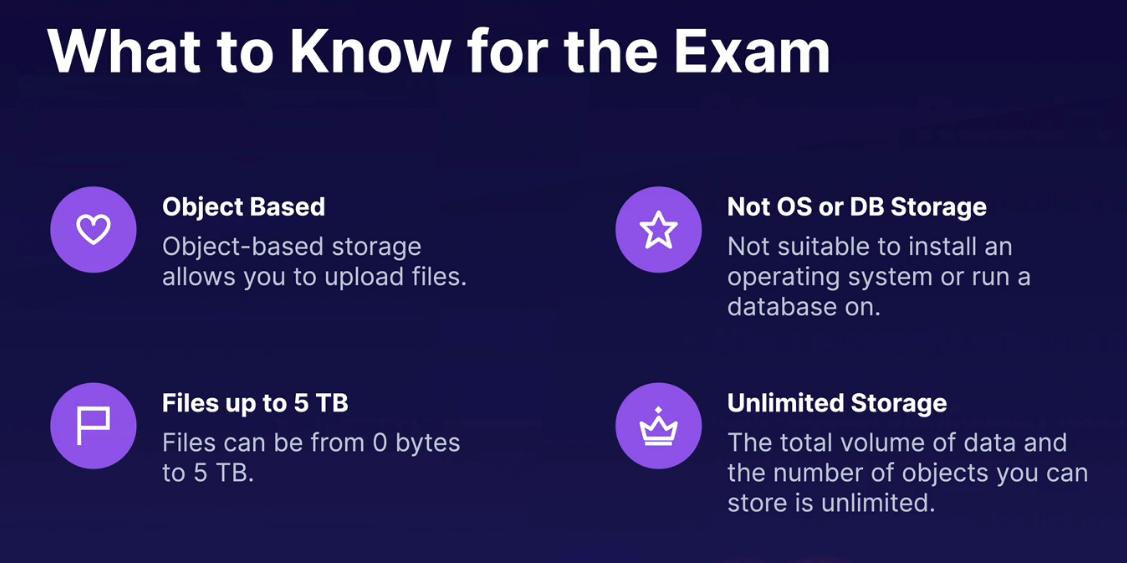 What to Know for the Exam
Object Based
Object-based storage
allows you to upload files.
Not OS or DB Storage
Not suitable to install an
operating system or run a
database on.
Files up to 5 TB
Files can be from 0 bytes
to 5 TB.
Unlimited Storage
The total volume of data and
the number of objects you can
store is unlimited.